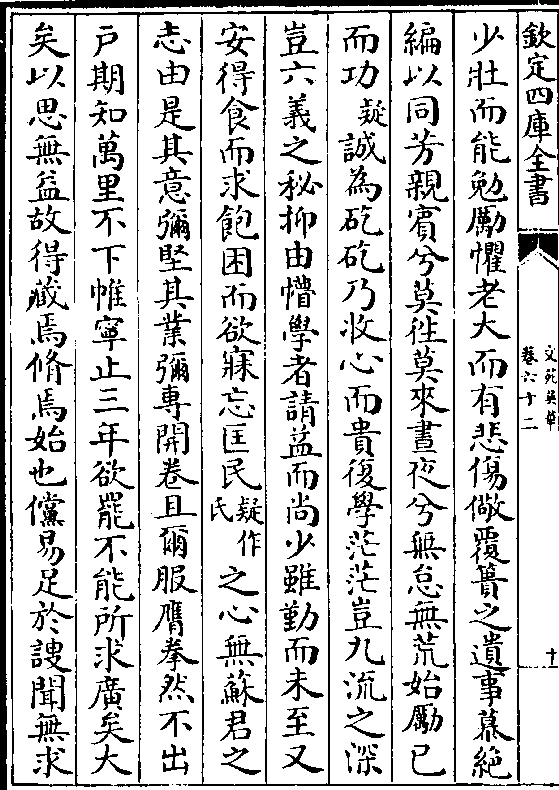 欽定四庫全書
文苑英華
卷六十二
十
少壯而能勉勵懼老大而有悲傷儆覆簣之遺事慕絶
編以同芳親賓兮莫徃莫來晝夜兮無怠無荒始勵已
而功疑誠為矻矻乃收心而貴復學茫茫豈九流之深
豈六義之秘抑由懵學者請益而尚少雖勤而未至又
安得食而求飽困而欲寐忘匡民疑作氏之心無蘇君之
志由是其意彌堅其業彌專開卷且爾服膺拳然不出
戸期知萬里不下帷寜止三年欲罷不能所求廣矣大
矣以思無益故得藏焉脩焉始也儻易足於謏聞無求